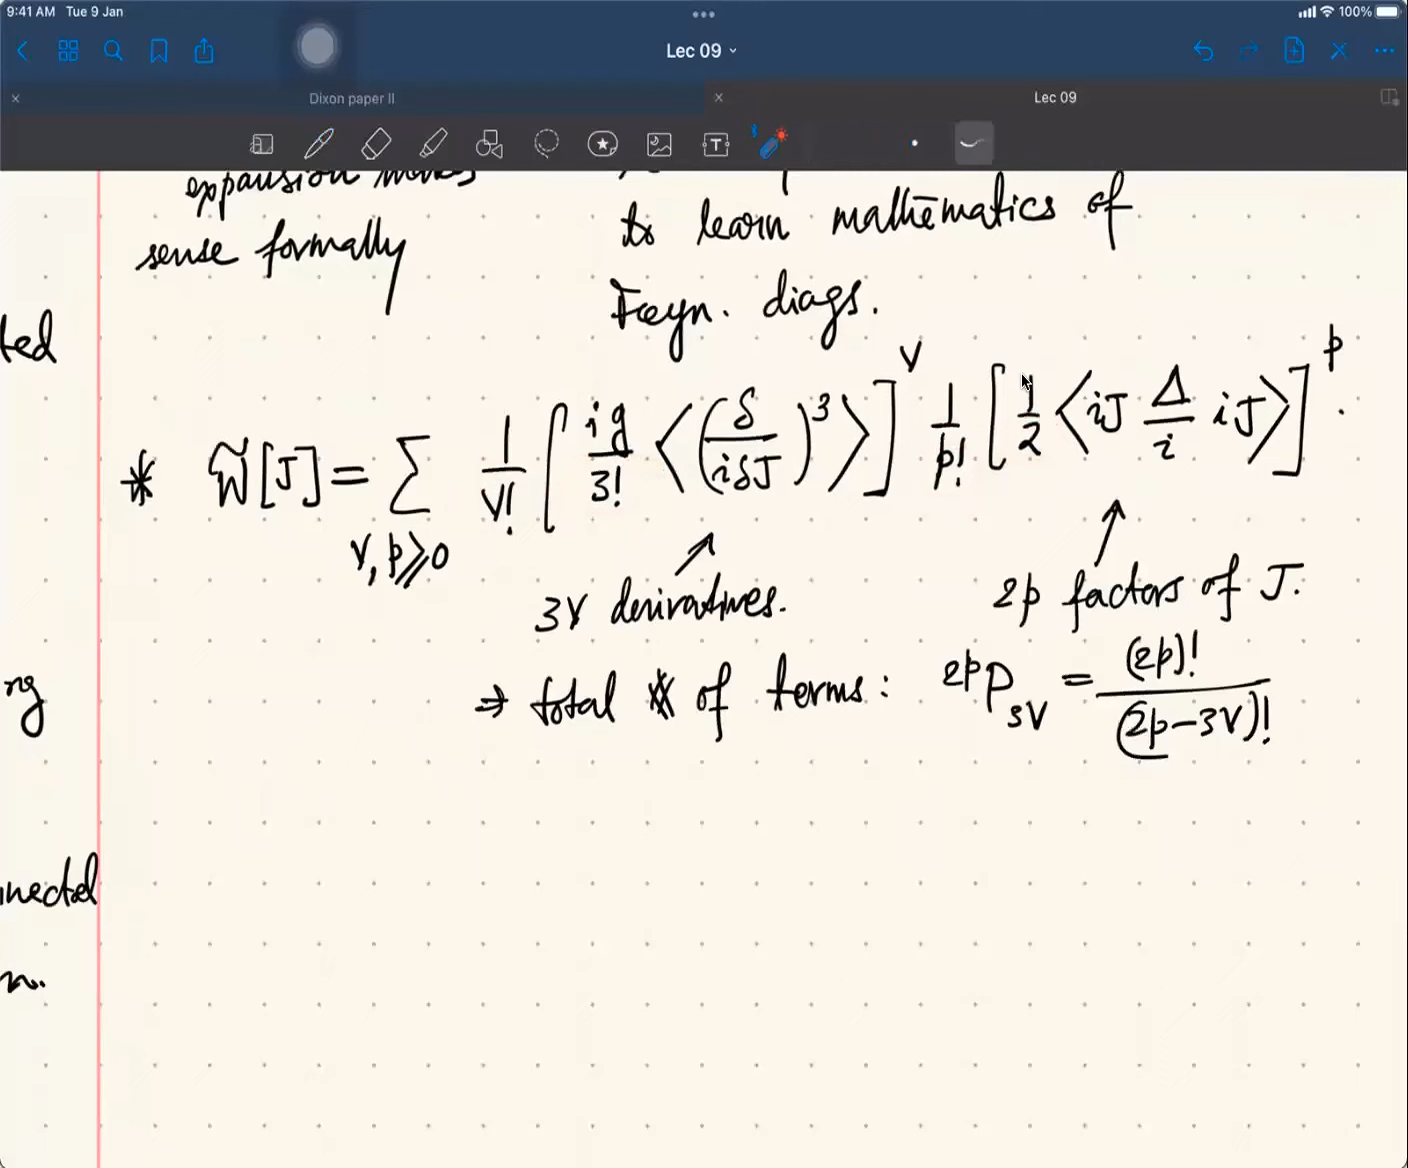 9:41 AM Tue 9 Jan
100%
Lec 09
Dixon paper II
Lec 09
expansion makes
sense formally
to learn mathematics of
Feyn. diags.
ted
* W̃[J] = Σ_{V, p⩾0} 1/V! [ ig/3! ⟨(δ/iδJ)^3⟩ ]^V 1/p! [ 1/2 ⟨iJ Δ/i iJ⟩ ]^p .
3V derivatives.
2p factors of J.
⇒ total # of terms : ^{2p}P_{3V} = (2p)!/(2p-3V)!
ng
nnected
n.